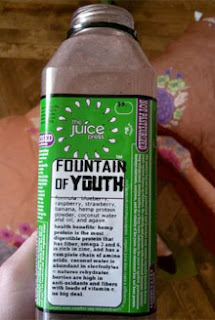 the
juice
press
NOT PASTEURIZED
FOUNTAIN
OF YOUTH
formula: blueberry,
raspberry, strawberry,
banana, hemp protein
powder, coconut water
and oil, and agave
health benefits: hemp
protein is the most
digestible protein that
has fiber, omega 3 and 6,
is rich in zinc, and has a
complete chain of amino
acids. coconut water is
abundant in electrolytes
- natures rehydrator
berries are high in
anti-oxidants and fibers
with loads of vitamin c.
no big deal.